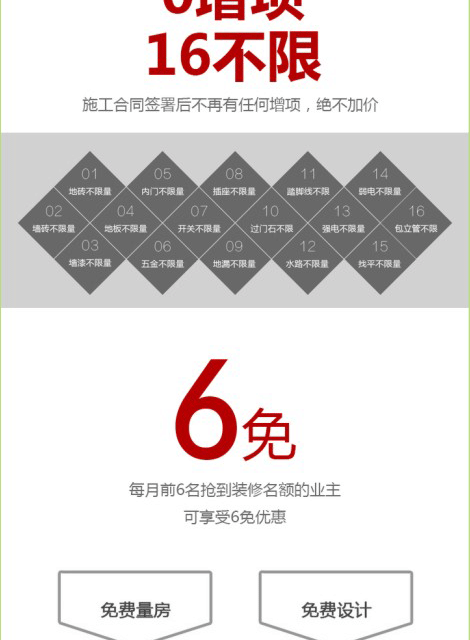 0增项
16不限
施工合同签署后不再有任何增项，绝不加价
01
地砖不限量
02
墙砖不限量
03
墙漆不限量
04
地板不限量
05
内门不限量
06
五金不限量
07
开关不限量
08
插座不限量
09
地漏不限量
10
过门石不限
11
踏脚线不限
12
水路不限量
13
强电不限量
14
弱电不限量
15
找平不限量
16
包立管不限
6免
每月前6名抢到装修名额的业主
可享受6免优惠
免费量房
免费设计